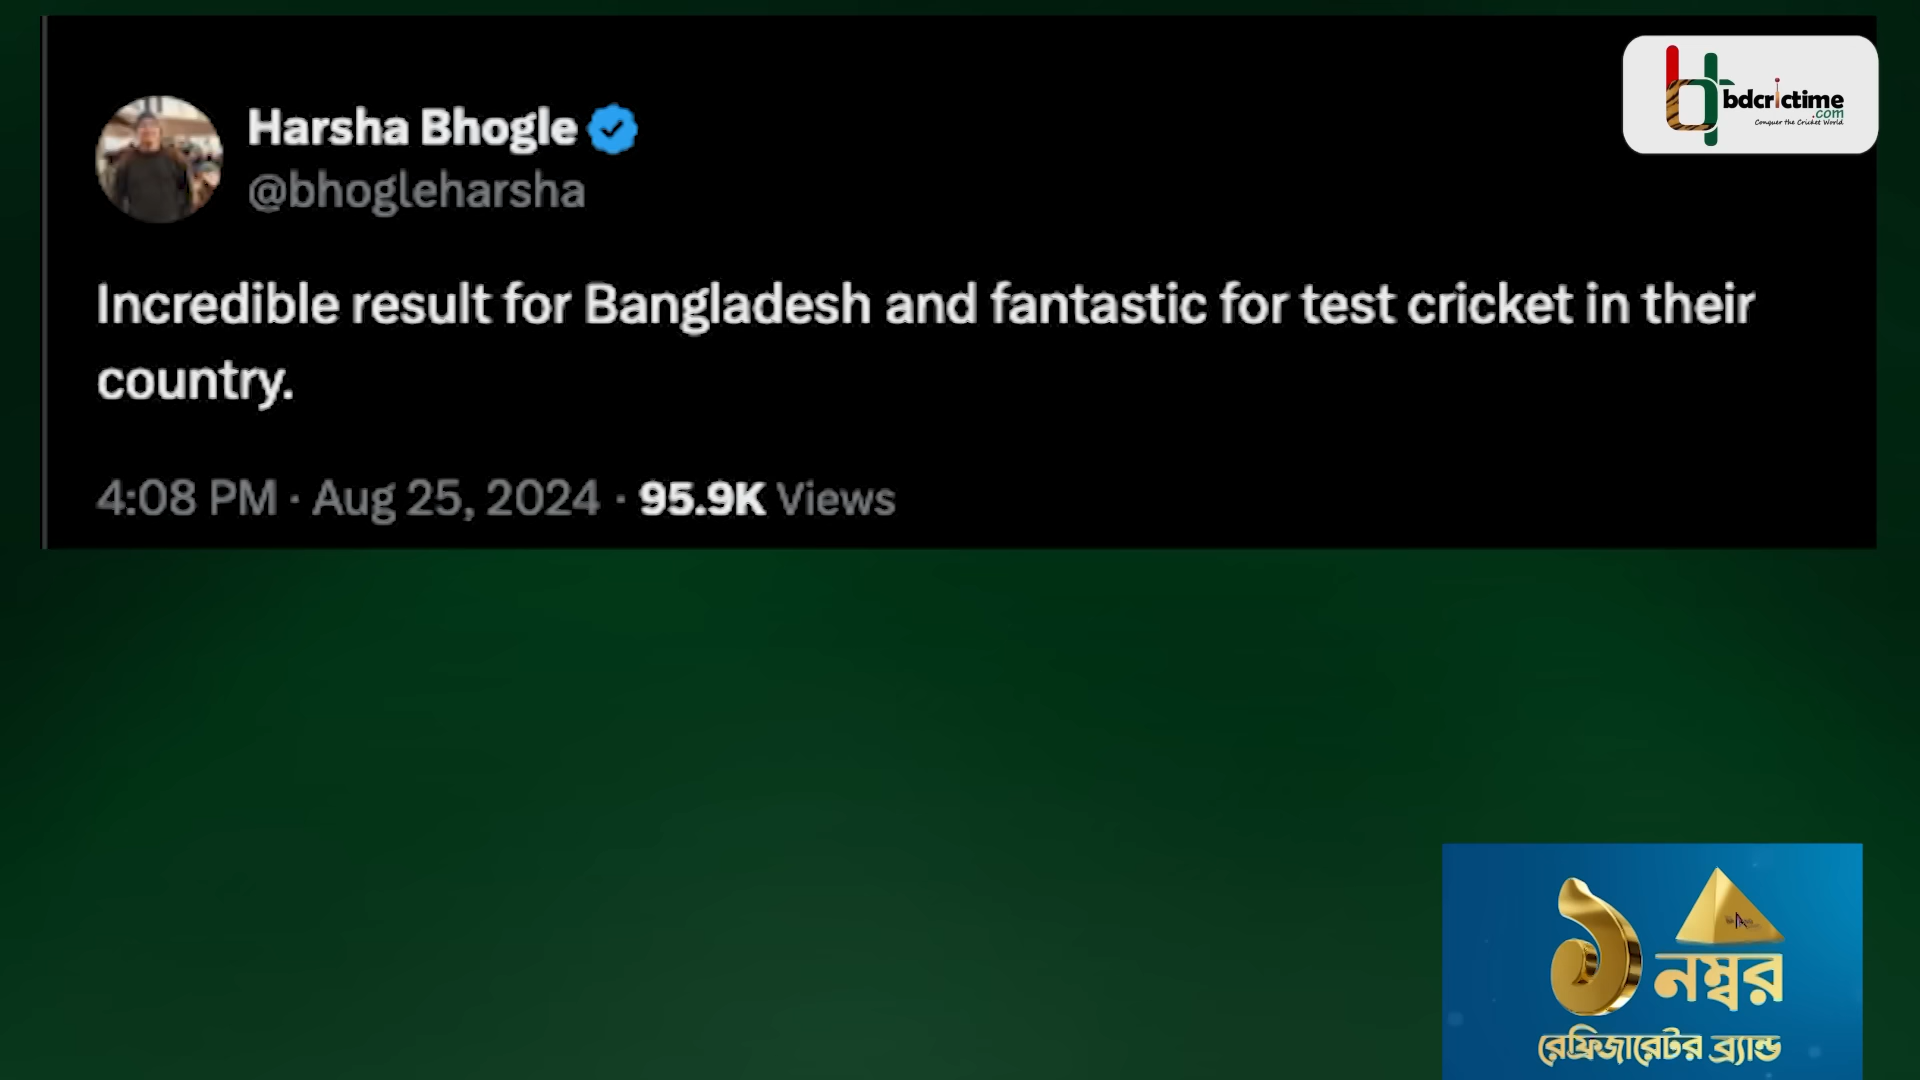 Harsha Bhogle
@bhogleharsha
Incredible result for Bangladesh and fantastic for test cricket in their
country.
4:08 PM · Aug 25, 2024 · 95.9K Views
bdcrictime
.com
Conquer the Cricket World
১ নম্বর
রেফ্রিজারেটর ব্র্যান্ড